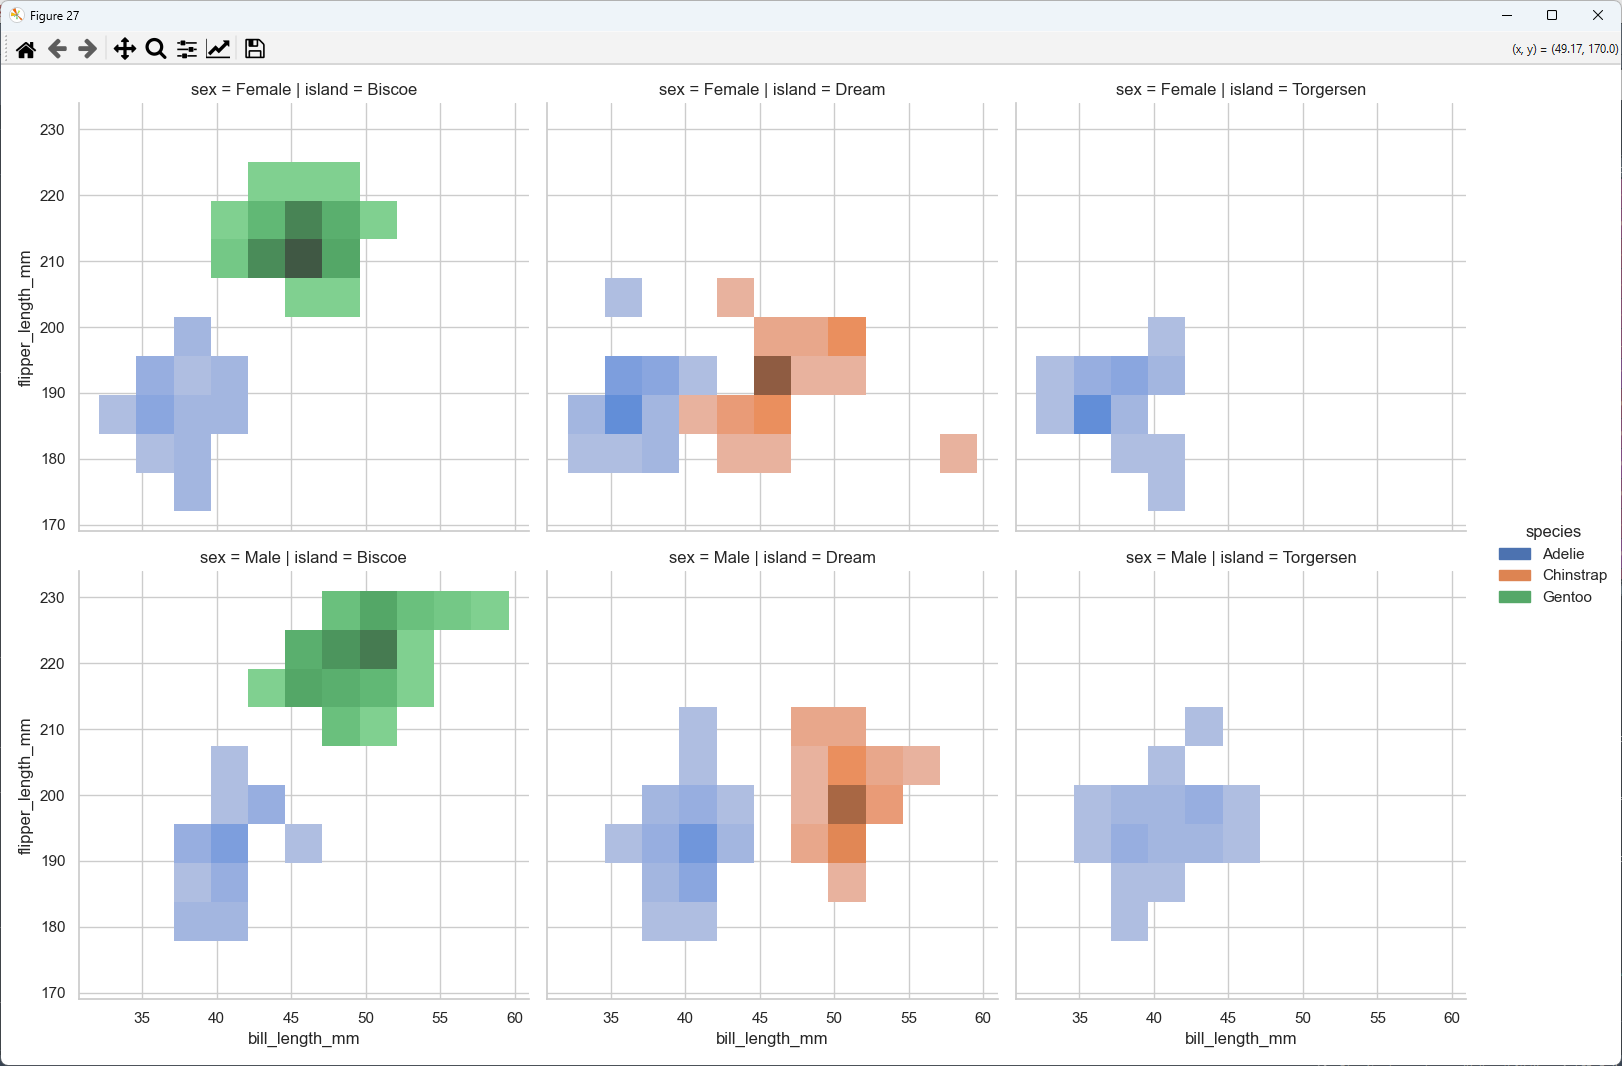 Figure 27
(x, y) = (49.17, 170.0)
sex = Female | island = Biscoe
sex = Female | island = Dream
sex = Female | island = Torgersen
230
220
210
200
190
180
170
flipper_length_mm
species
Adelie
Chinstrap
Gentoo
sex = Male | island = Biscoe
sex = Male | island = Dream
sex = Male | island = Torgersen
230
220
210
200
190
180
170
flipper_length_mm
35 40 45 50 55 60
35 40 45 50 55 60
35 40 45 50 55 60
bill_length_mm
bill_length_mm
bill_length_mm